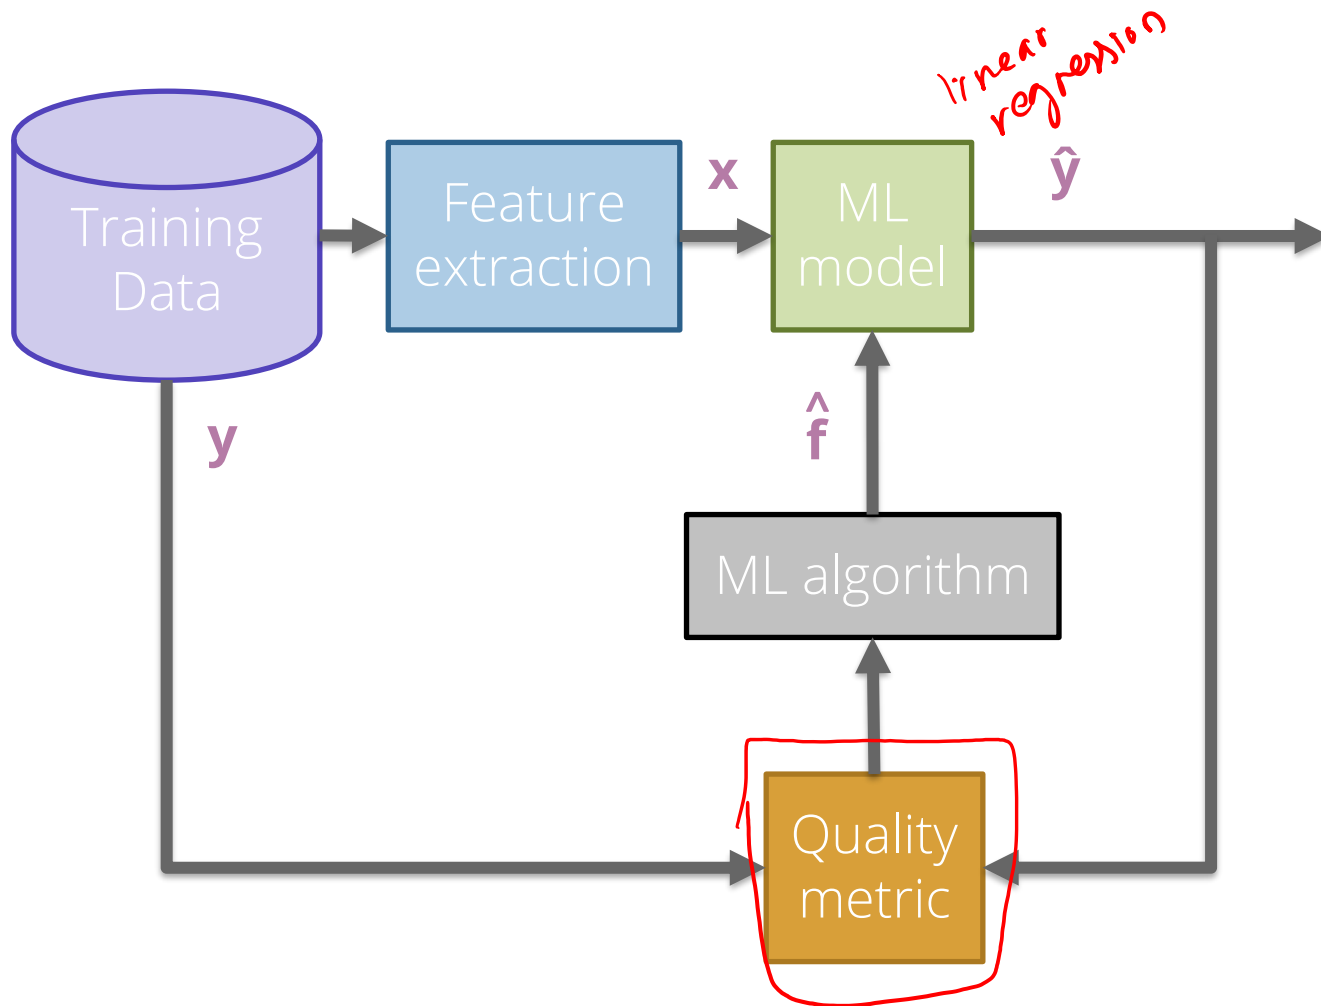 linear
regression
Training
Data
Feature
extraction
x
ML
model
ŷ
y
f̂
ML algorithm
Quality
metric